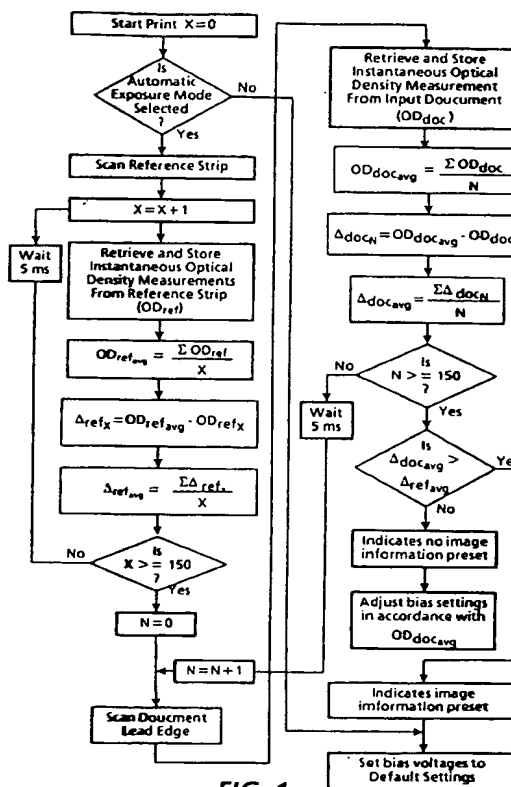 Start Print X=0
Is
Automatic
Exposure Mode
Selected
?
No
Yes
Scan Reference Strip
X=X+1
Wait
5 ms
Retrieve and Store
Instantaneous Optical
Density Measurements
From Reference Strip
(ODref)
ODrefavg = ΣODref / X
ΔrefX = ODrefavg - ODrefX
Δrefavg = ΣΔref. / X
Is
X >= 150
?
No
Yes
N=0
N=N+1
Scan Doucment
Lead Edge
Retrieve and Store
Instantaneous Optical
Density Measurement
From Input Doucument
(ODdoc)
ODdocavg = ΣODdoc / N
ΔdocN = ODdocavg - ODdoc
Δdocavg = ΣΔdocN / N
Is
N >= 150
?
No
Wait
5 ms
Yes
Is
Δdocavg >
Δrefavg
?
Ye
No
Indicates no image
information preset
Adjust bias settings
in accordance with
ODdocavg
Indicates image
imformation preset
Set bias voltages to
Default Settings
FIG. 1